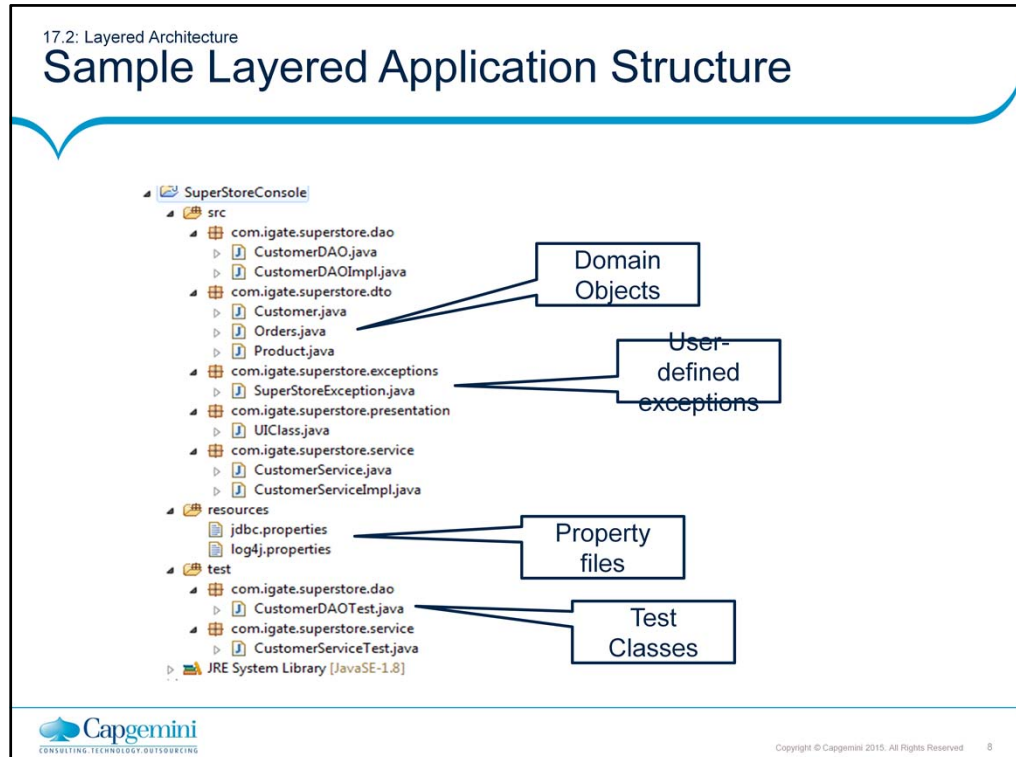 17.2: Layered Architecture
Sample Layered Application Structure
SuperStoreConsole
src
com.igate.superstore.dao
CustomerDAO.java
CustomerDAOImpl.java
com.igate.superstore.dto
Customer.java
Orders.java
Product.java
com.igate.superstore.exceptions
SuperStoreException.java
com.igate.superstore.presentation
UIClass.java
com.igate.superstore.service
CustomerService.java
CustomerServiceImpl.java
resources
jdbc.properties
log4j.properties
test
com.igate.superstore.dao
CustomerDAOTest.java
com.igate.superstore.service
CustomerServiceTest.java
JRE System Library [JavaSE-1.8]
Domain
Objects
User-
defined
exceptions
Property
files
Test
Classes
Capgemini
CONSULTING.TECHNOLOGY.OUTSOURCING
Copyright © Capgemini 2015. All Rights Reserved 8